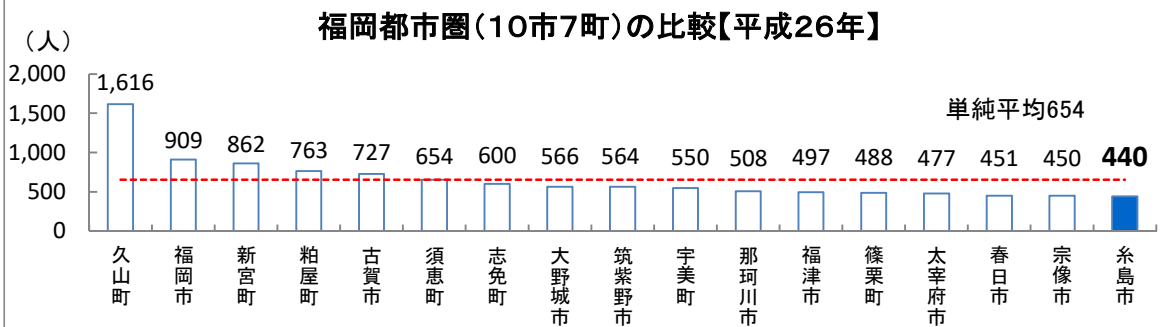 福岡都市圏（１０市７町）の比較【平成２６年】
（人）
2,000
1,500
1,000
500
0
1,616
909
862
763
727
654
600
566
564
550
508
497
488
477
451
450
440
単純平均654
久山町
福岡市
新宮町
粕屋町
古賀市
須恵町
志免町
大野城市
筑紫野市
宇美町
那珂川市
福津市
篠栗町
太宰府市
春日市
宗像市
糸島市